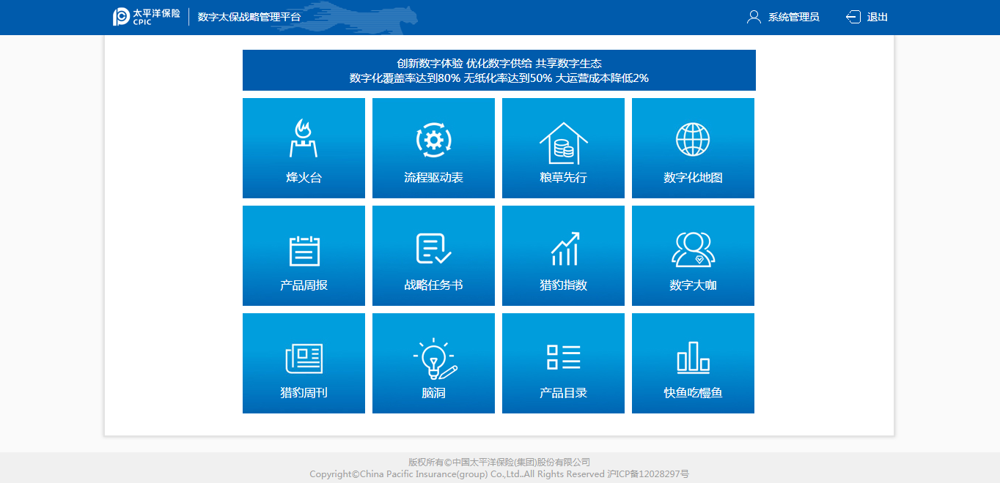 太平洋保险
CPIC
数字太保战略管理平台
系统管理员
退出
创新数字体验 优化数字供给 共享数字生态
数字化覆盖率达到80% 无纸化率达到50% 大运营成本降低2%
烽火台
流程驱动表
粮草先行
数字化地图
产品周报
战略任务书
猎豹指数
数字大咖
猎豹周刊
脑洞
产品目录
快鱼吃慢鱼
版权所有©中国太平洋保险(集团)股份有限公司
Copyright©China Pacific Insurance(group) Co.,Ltd..All Rights Reserved 沪ICP备12028297号